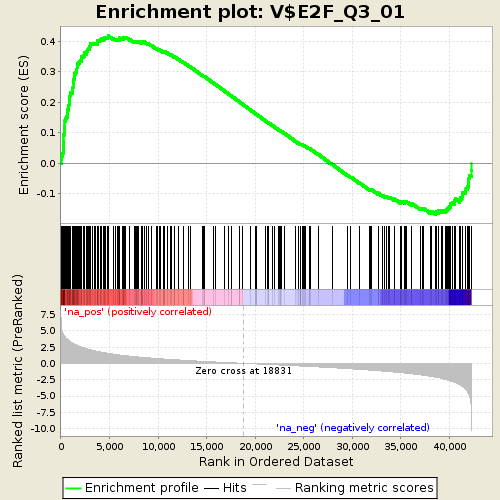 Enrichment plot: V$E2F_Q3_01
Enrichment score (ES)
0.4
0.3
0.2
0.1
0.0
-0.1
Ranked list metric (PreRanked)
7.5
5.0
2.5
0.0
-2.5
-5.0
-7.5
-10.0
'na_pos' (positively correlated)
Zero cross at 18831
'na_neg' (negatively correlated)
0
5,000
10,000
15,000
20,000
25,000
30,000
35,000
40,000
Rank in Ordered Dataset
Enrichment profile
Hits
Ranking metric scores